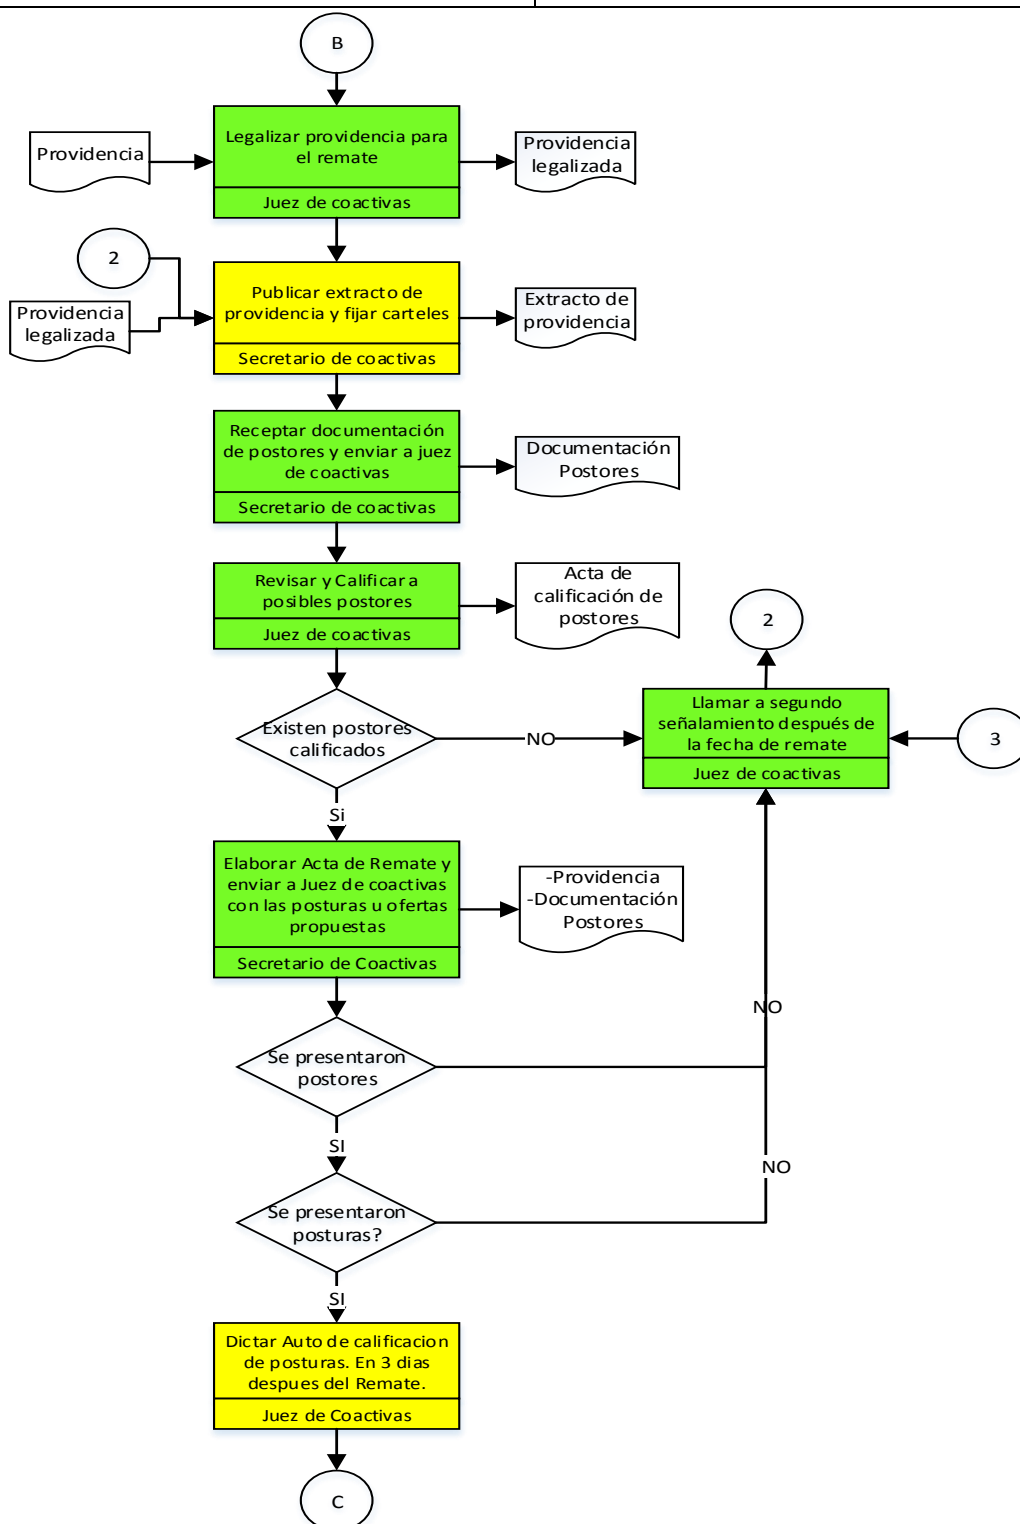 B
Legalizar providencia para
el remate
Juez de coactivas
Providencia
Providencia
legalizada
2
Providencia
legalizada
Publicar extracto de
providencia y fijar carteles
Secretario de coactivas
Extracto de
providencia
Receptar documentación
de postores y enviar a juez
de coactivas
Secretario de coactivas
Documentación
Postores
Revisar y Calificar a
posibles postores
Juez de coactivas
Acta de
calificación de
postores
2
Existen postores
calificados
NO
Llamar a segundo
señalamiento después de
la fecha de remate
Juez de coactivas
3
Si
Elaborar Acta de Remate y
enviar a Juez de coactivas
con las posturas u ofertas
propuestas
Secretario de Coactivas
-Providencia
-Documentación
Postores
NO
Se presentaron
postores
SI
NO
Se presentaron
posturas?
SI
Dictar Auto de calificacion
de posturas. En 3 dias
despues del Remate.
Juez de Coactivas
C